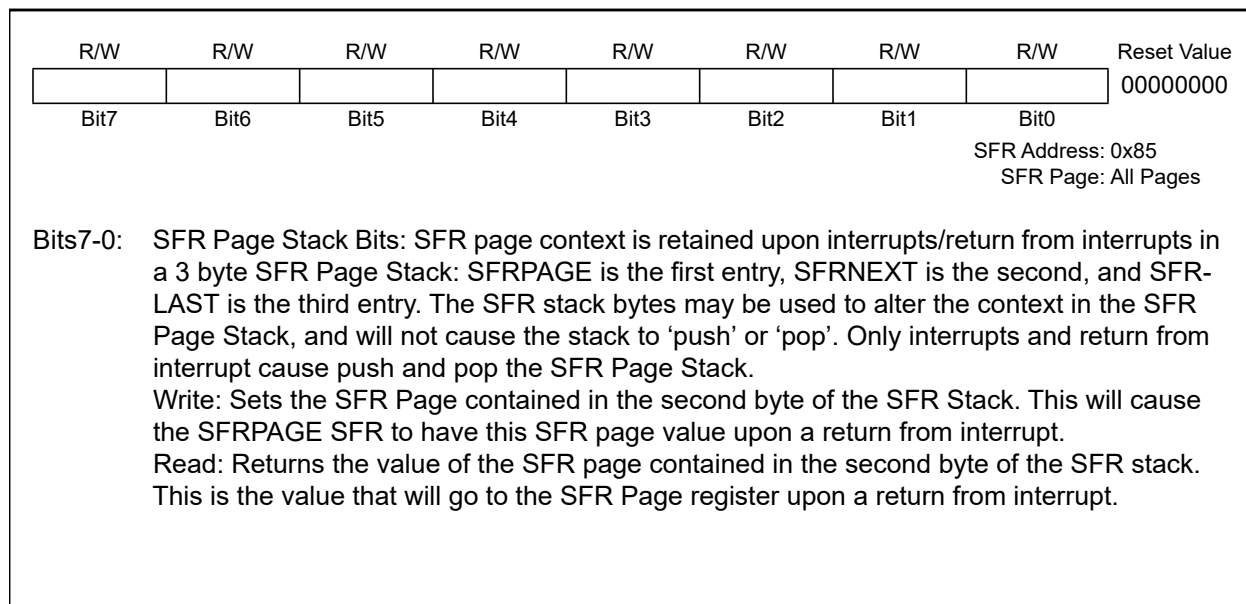 R/W R/W R/W R/W R/W R/W R/W R/W Reset Value
00000000
Bit7 Bit6 Bit5 Bit4 Bit3 Bit2 Bit1 Bit0
SFR Address: 0x85
SFR Page: All Pages
Bits7-0: SFR Page Stack Bits: SFR page context is retained upon interrupts/return from interrupts in
a 3 byte SFR Page Stack: SFRPAGE is the first entry, SFRNEXT is the second, and SFR-
LAST is the third entry. The SFR stack bytes may be used to alter the context in the SFR
Page Stack, and will not cause the stack to ‘push’ or ‘pop’. Only interrupts and return from
interrupt cause push and pop the SFR Page Stack.
Write: Sets the SFR Page contained in the second byte of the SFR Stack. This will cause
the SFRPAGE SFR to have this SFR page value upon a return from interrupt.
Read: Returns the value of the SFR page contained in the second byte of the SFR stack.
This is the value that will go to the SFR Page register upon a return from interrupt.